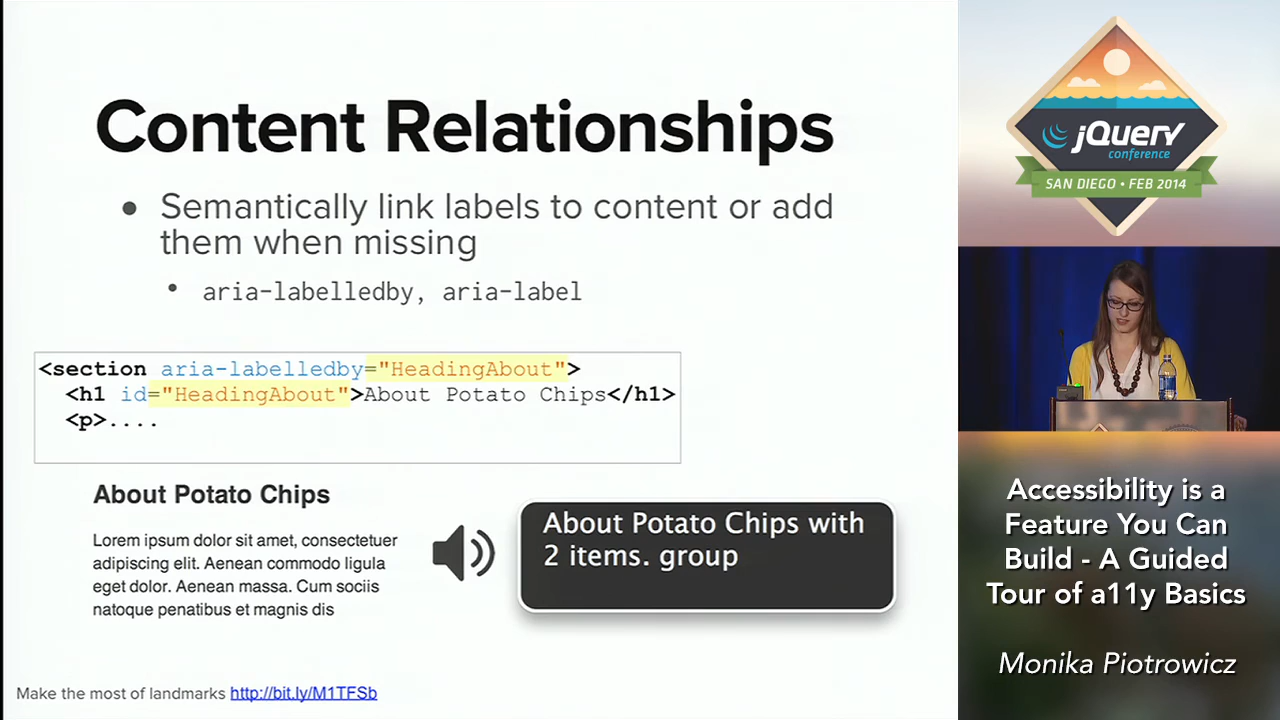 Content Relationships
• Semantically link labels to content or add
them when missing
• aria-labelledby, aria-label
<section aria-labelledby="HeadingAbout">
<h1 id="HeadingAbout">About Potato Chips</h1>
<p>....
About Potato Chips
Lorem ipsum dolor sit amet, consectetuer
adipiscing elit. Aenean commodo ligula
eget dolor. Aenean massa. Cum sociis
natoque penatibus et magnis dis
About Potato Chips with
2 items. group
Make the most of landmarks http://bit.ly/M1TFSb
jQuery
conference
SAN DIEGO • FEB 2014
Accessibility is a
Feature You Can
Build - A Guided
Tour of a11y Basics
Monika Piotrowicz